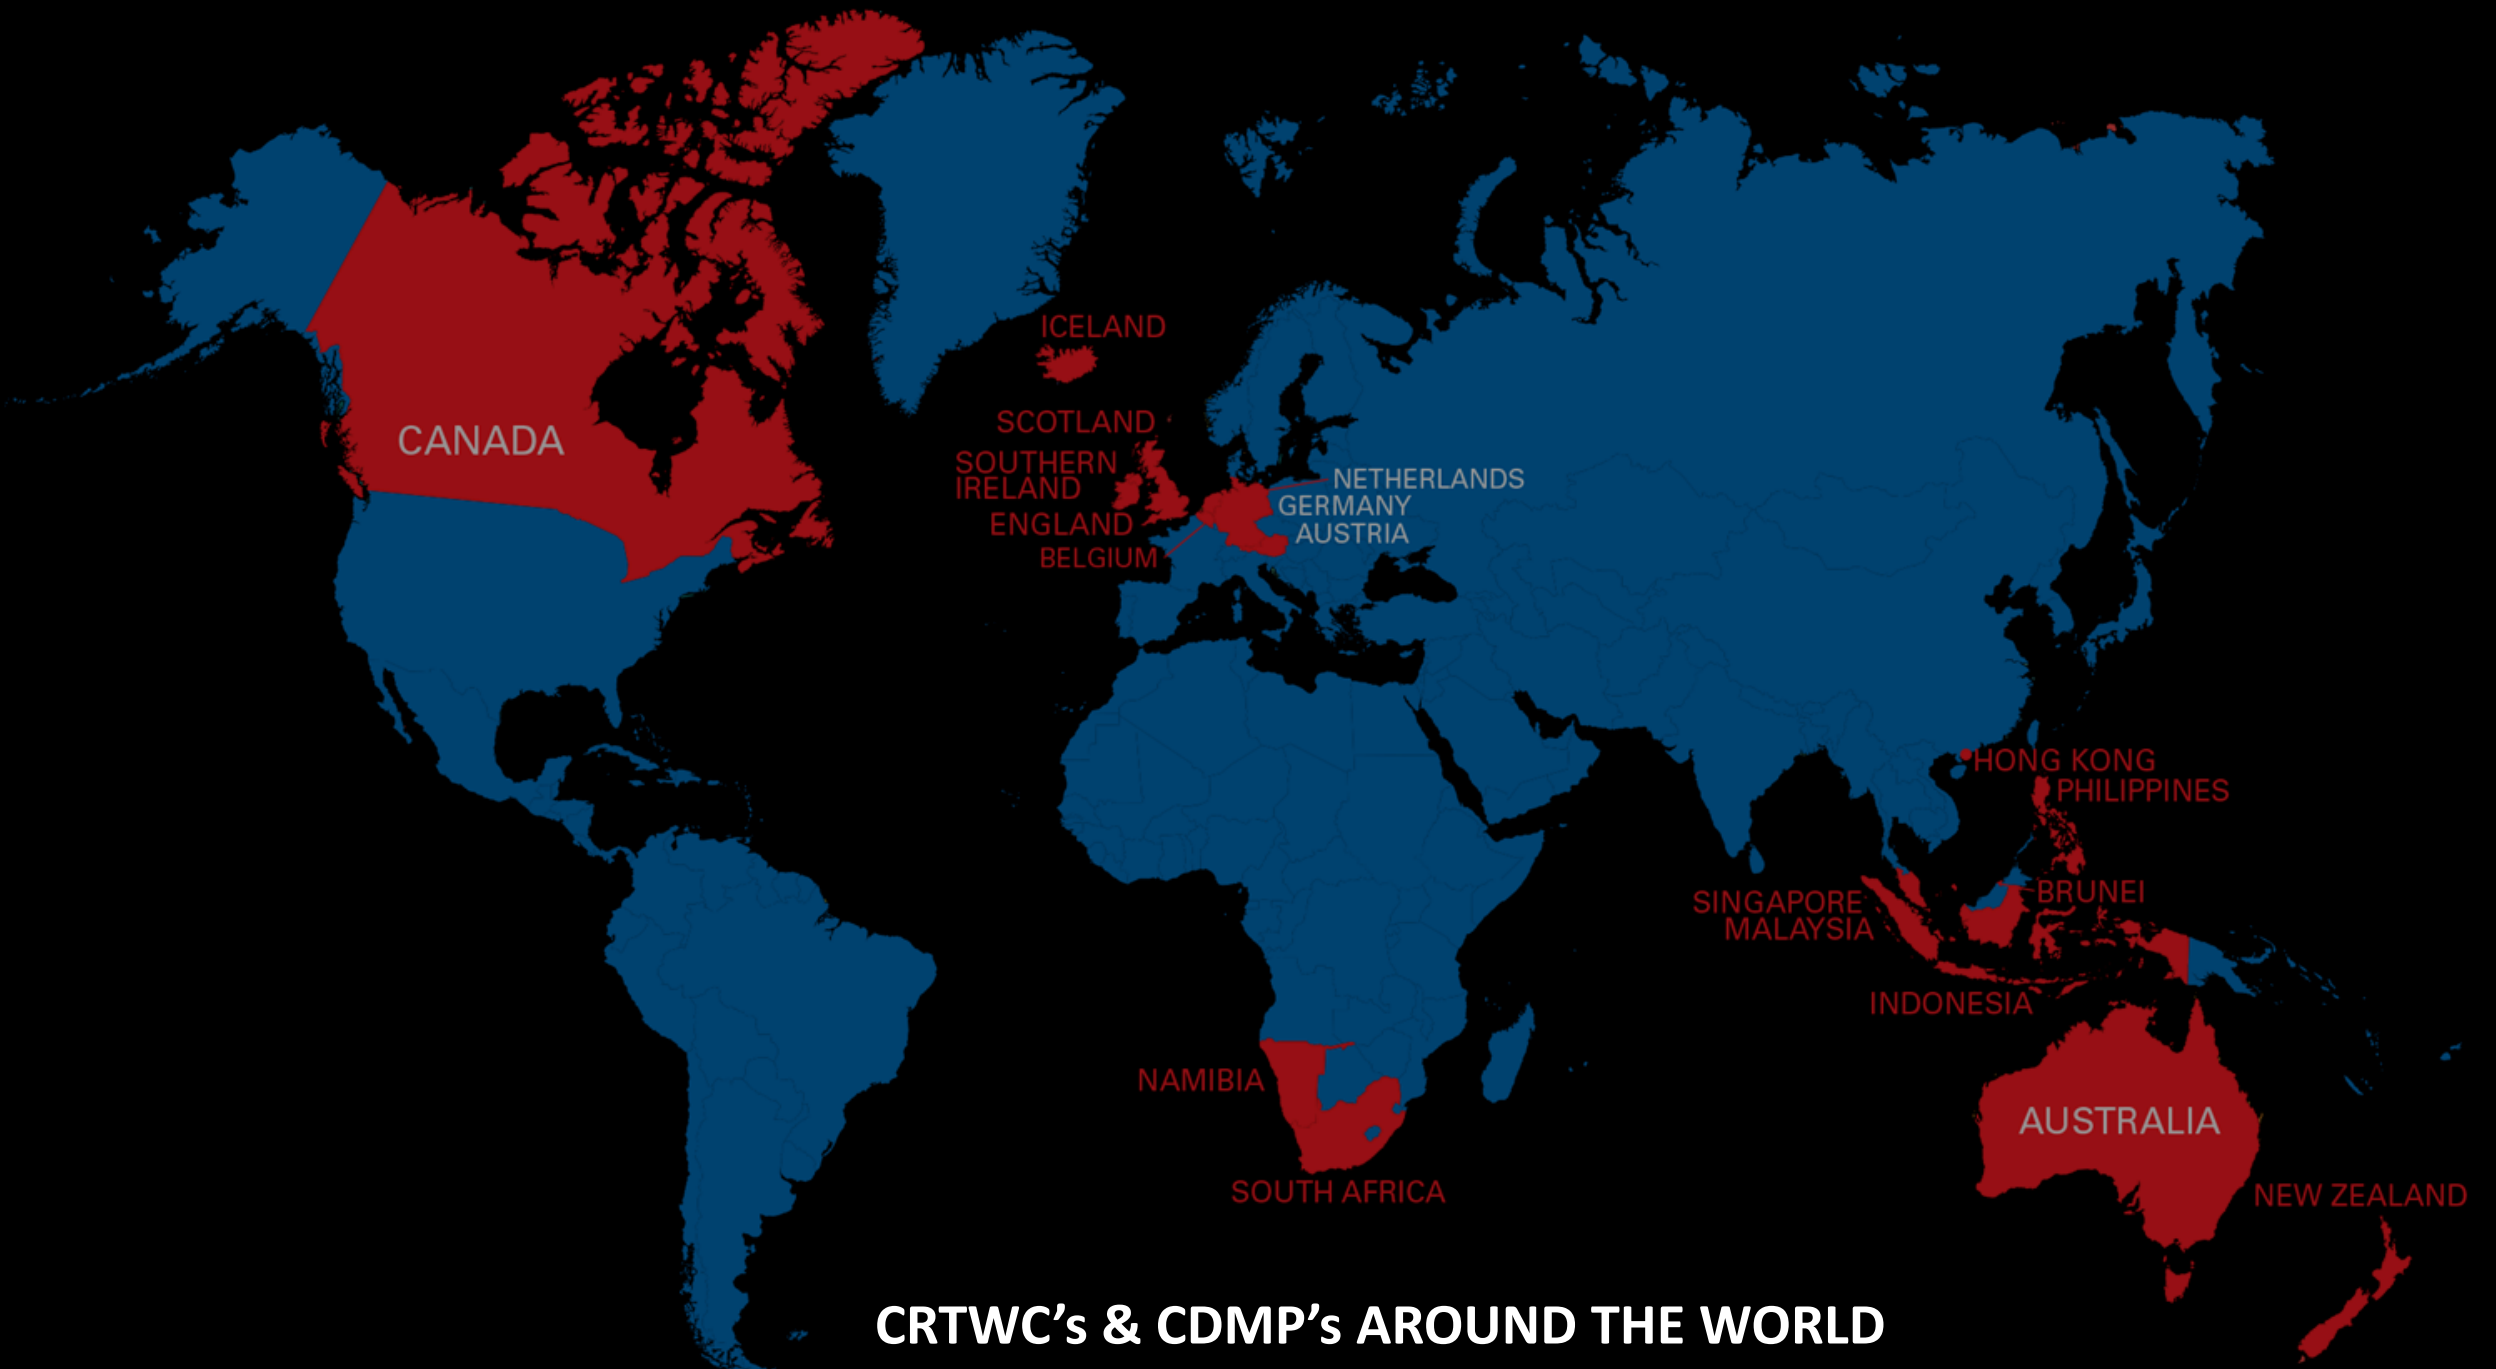 ICELAND
SCOTLAND
CANADA
SOUTHERN
IRELAND
NETHERLANDS
GERMANY
ENGLAND
AUSTRIA
BELGIUM
HONG KONG
PHILIPPINES
BRUNEI
SINGAPORE
MALAYSIA
INDONESIA
NAMIBIA
AUSTRALIA
SOUTH AFRICA
NEW ZEALAND
CRTWC’s & CDMP’s AROUND THE WORLD